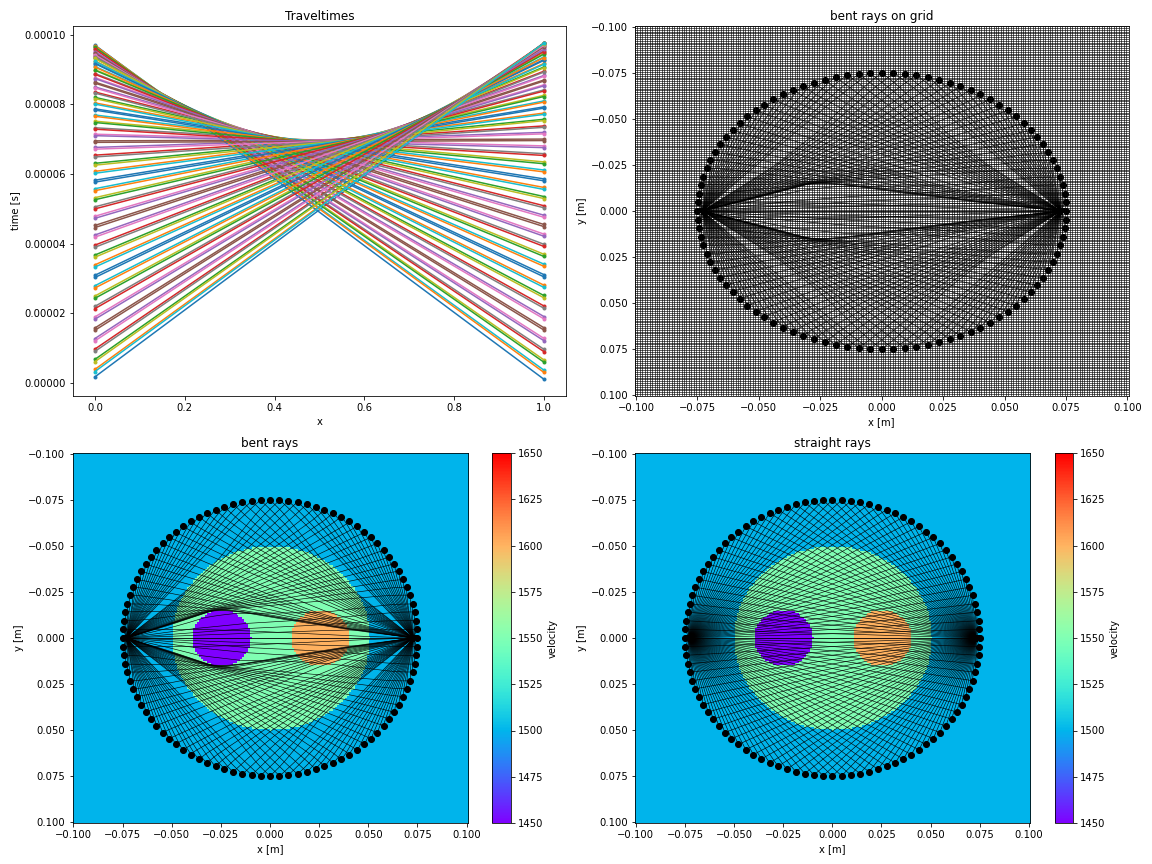 Traveltimes
0.00010
0.00008
0.00006
0.00004
0.00002
0.00000
time [s]
0.0 0.2 0.4 0.6 0.8 1.0
x
bent rays on grid
−0.100
−0.075
−0.050
−0.025
0.000
0.025
0.050
0.075
0.100
y [m]
−0.100 −0.075 −0.050 −0.025 0.000 0.025 0.050 0.075 0.100
x [m]
bent rays
−0.100
−0.075
−0.050
−0.025
0.000
0.025
0.050
0.075
0.100
y [m]
−0.100 −0.075 −0.050 −0.025 0.000 0.025 0.050 0.075 0.100
x [m]
1650
1625
1600
1575
1550
1525
1500
1475
1450
velocity
straight rays
−0.100
−0.075
−0.050
−0.025
0.000
0.025
0.050
0.075
0.100
y [m]
−0.100 −0.075 −0.050 −0.025 0.000 0.025 0.050 0.075 0.100
x [m]
1650
1625
1600
1575
1550
1525
1500
1475
1450
velocity